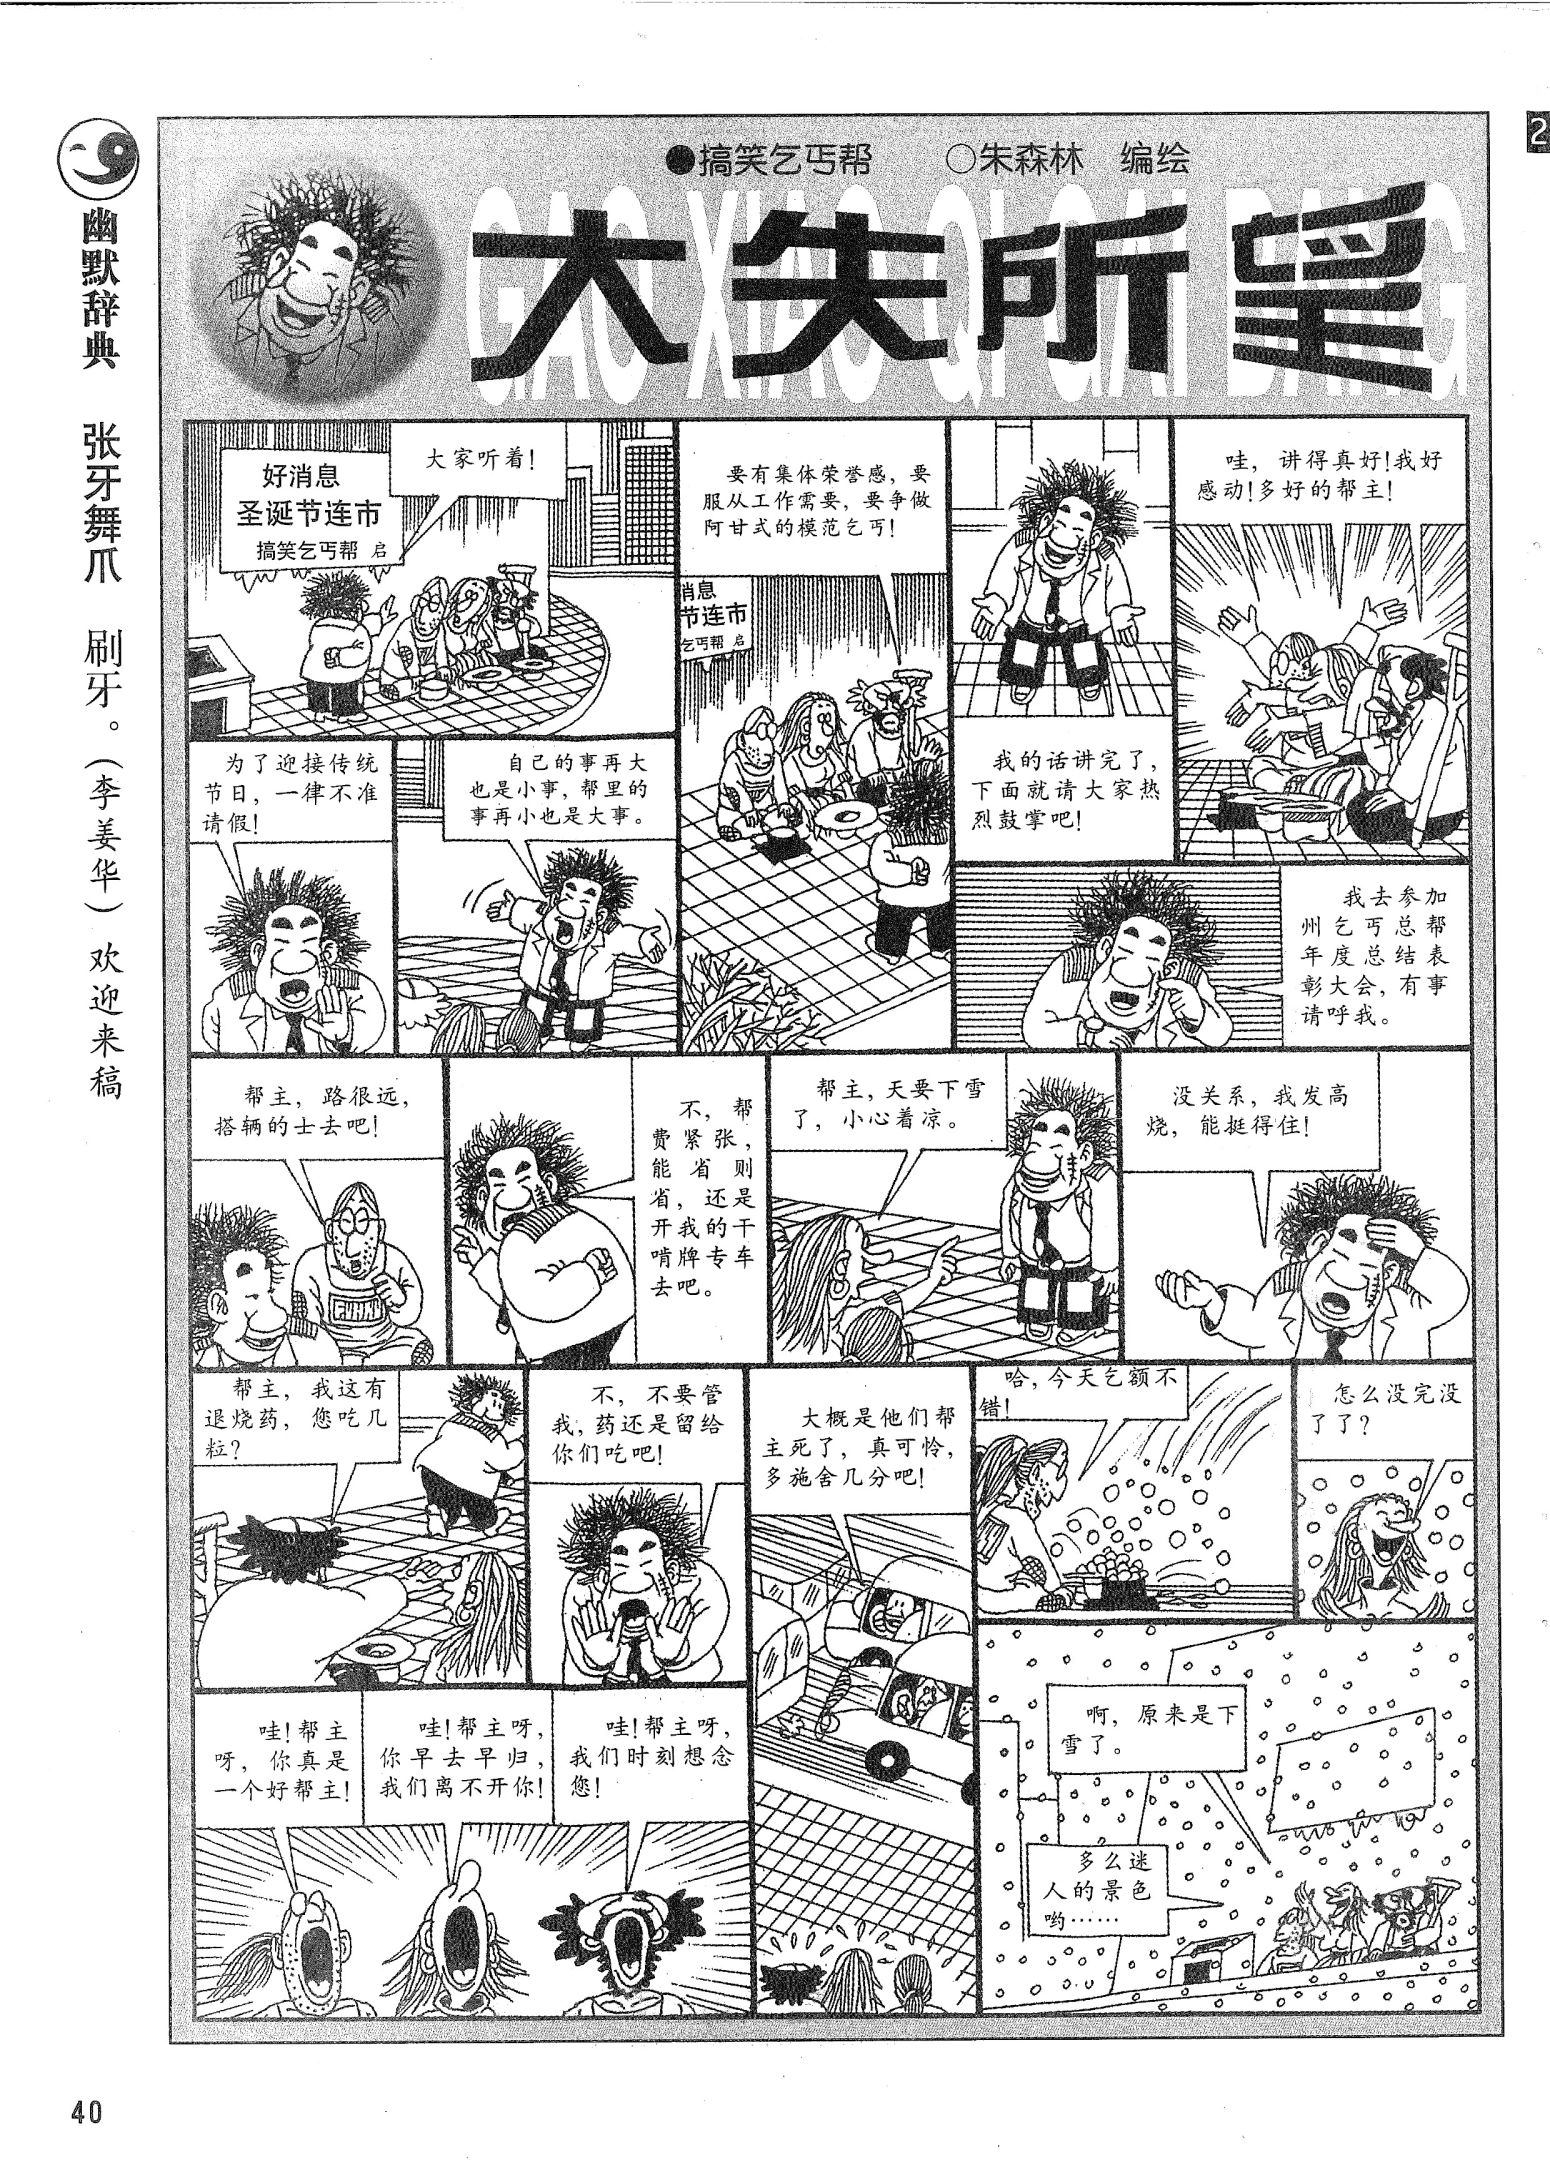 幽默辞典 张牙舞爪 刷牙。(李姜华)欢迎来稿
●搞笑乞丐帮 ○朱森林 编绘
GAO XIAO QI GAI BANG
大失所望
好消息
圣诞节连市
搞笑乞丐帮 启
大家听着!
为了迎接传统
节日,一律不准
请假!
自己的事再大
也是小事,帮里的
事再小也是大事。
要有集体荣誉感,要
服从工作需要,要争做
阿甘式的模范乞丐!
消息
节连市
乞丐帮 启
我的话讲完了,
下面就请大家热
烈鼓掌吧!
哇,讲得真好!我好
感动!多好的帮主!
我去参加
州乞丐总帮
年度总结表
彰大会,有事
请呼我。
帮主,路很远,
搭辆的士去吧!
不,帮
费紧张,
能省则
省,还是
开我的干
啃牌专车
去吧。
帮主,天要下雪
了,小心着凉。
没关系,我发高
烧,能挺得住!
帮主,我这有
退烧药,您吃几
粒?
不,不要管
我,药还是留给
你们吃吧!
哇!帮主
呀,你真是
一个好帮主!
哇!帮主呀,
你早去早归,
我们离不开你!
哇!帮主呀,
我们时刻想念
您!
大概是他们帮
主死了,真可怜,
多施舍几分吧!
哈,今天乞额不
错!
怎么没完没
了了?
啊,原来是下
雪了。
多么迷
人的景色
哟……
40
2